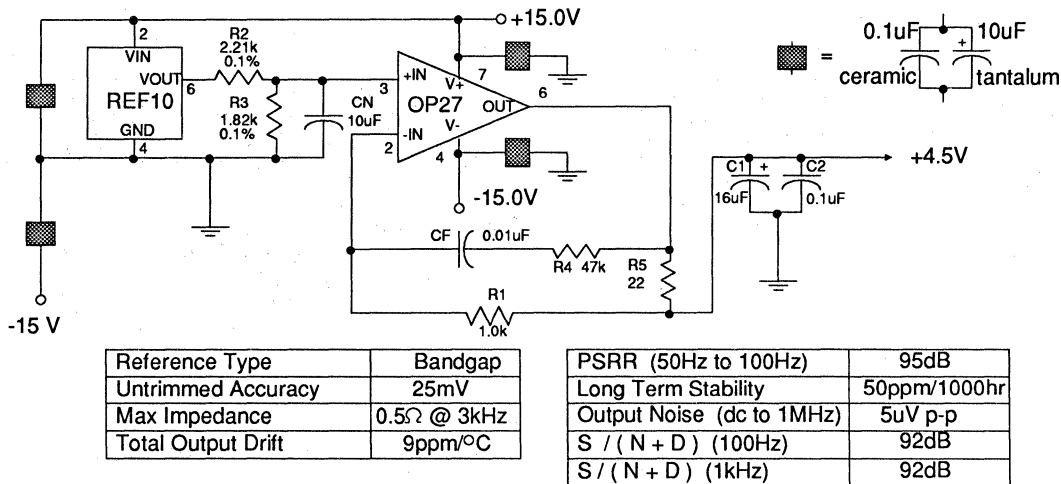 +15.0V
R2
2.21k
0.1%
2
VIN
VOUT
6
REF10
GND
4
R3
1.82k
0.1%
CN
10uF
3
+IN
7
V+
OP27
OUT
6
-IN
2
V-
4
-15.0V
0.1uF
+
10uF
=
ceramic
tantalum
+4.5V
C1
+
C2
16uF
0.1uF
CF
0.01uF
R4 47k
R5
22
R1
1.0k
-15 V
Reference Type Bandgap
Untrimmed Accuracy 25mV
Max Impedance 0.5Ω @ 3kHz
Total Output Drift 9ppm/°C
PSRR (50Hz to 100Hz) 95dB
Long Term Stability 50ppm/1000hr
Output Noise (dc to 1MHz) 5uV p-p
S / ( N + D ) (100Hz) 92dB
S / ( N + D ) (1kHz) 92dB